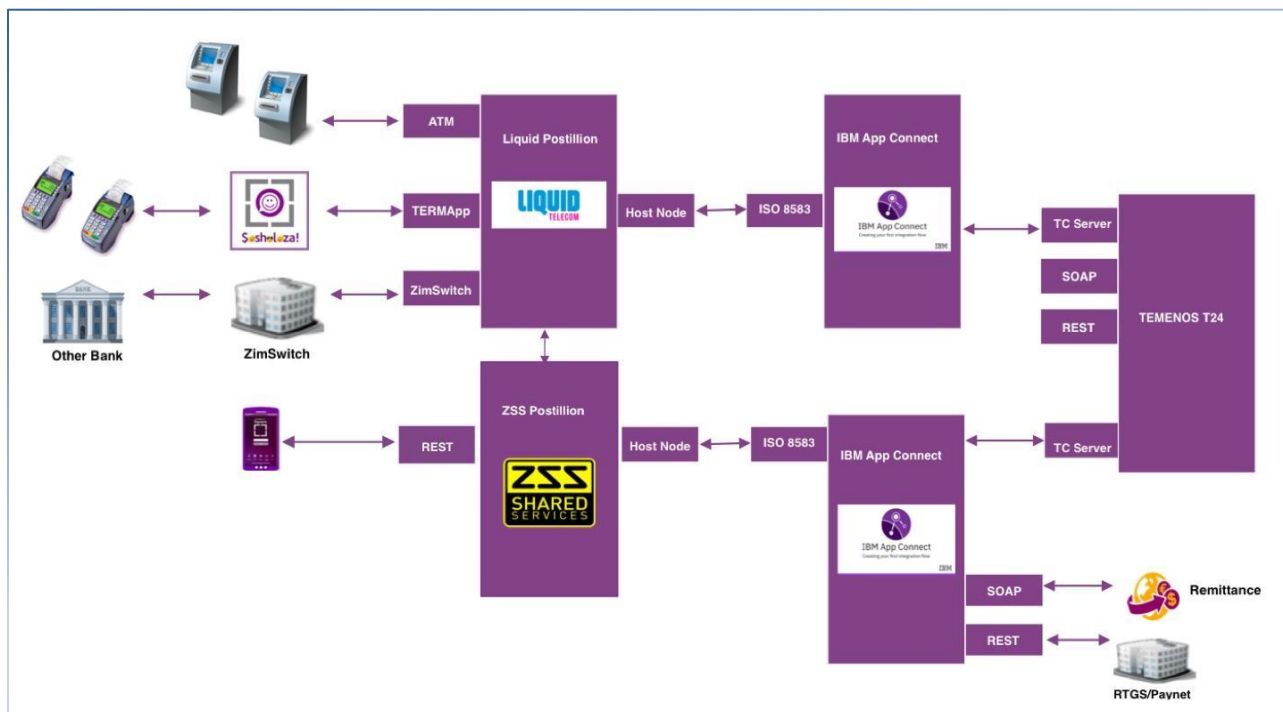 ATM
Liquid Postillion
LIQUID
TELECOM
Host Node
ISO 8583
IBM App Connect
IBM App Connect
Creating your first integration flow
IBM
TC Server
SOAP
REST
TEMENOS T24
$osholoza!
TERMApp
BANK
Other Bank
ZimSwitch
ZimSwitch
REST
ZSS Postillion
ZSS
SHARED
SERVICES
Host Node
ISO 8583
IBM App Connect
IBM App Connect
Creating your first integration flow
IBM
TC Server
SOAP
Remittance
REST
RTGS/Paynet